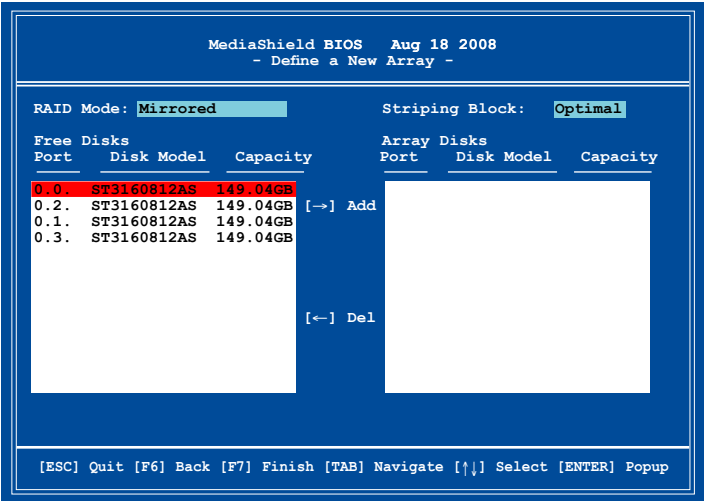 MediaShield BIOS Aug 18 2008
- Define a New Array -
RAID Mode: Mirrored Striping Block: Optimal
Free Disks Array Disks
Port Disk Model Capacity Port Disk Model Capacity
0.0. ST3160812AS 149.04GB
0.2. ST3160812AS 149.04GB [→] Add
0.1. ST3160812AS 149.04GB
0.3. ST3160812AS 149.04GB
[←] Del
[ESC] Quit [F6] Back [F7] Finish [TAB] Navigate [↑↓] Select [ENTER] Popup